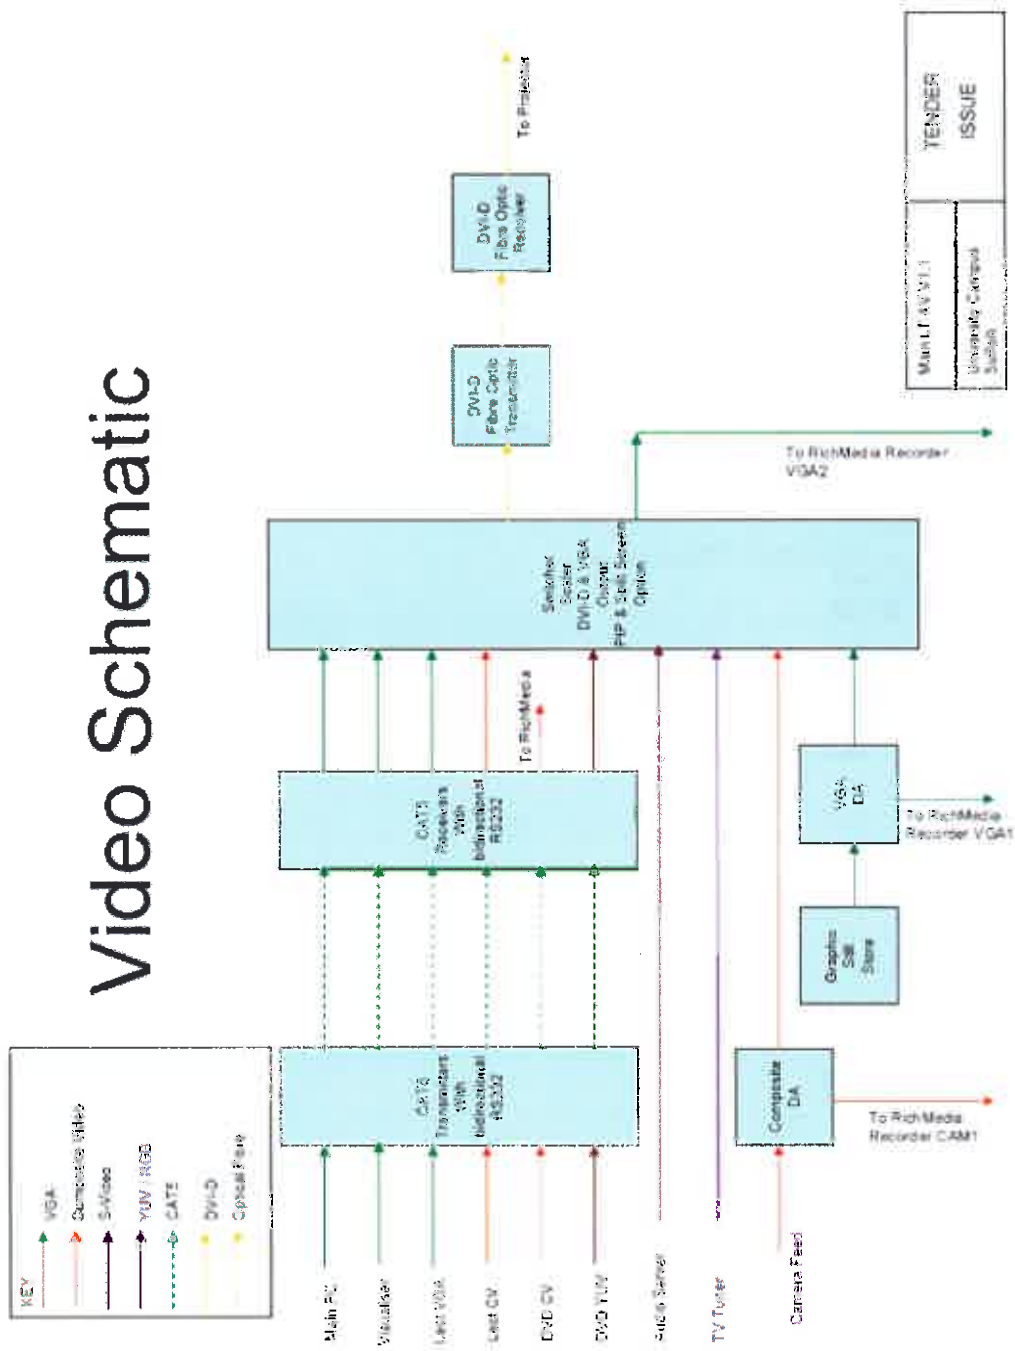 Video Schematic
KEY
VGA
Composite Video
S-Video
YUV / RGB
CAT5
DVI-D
Optical Fibre
Main PC
Visualiser
Lect VGA
Lect CV
DVD CV
DVD YUV
Audio Server
TV Tuner
Camera Feed
CAT5
Transmitters
With
bidirectional
RS232
CAT5
Receivers
With
bidirectional
RS232
To RichMedia
Composite
DA
To RichMedia
Recorder CAM1
Graphic
Still
Store
VGA
DA
To RichMedia
Recorder VGA1
Switcher
Scaler
DVI-D & VGA
Output
PIP & Split Screen
Option
To RichMedia Recorder
VGA2
DVI-D
Fibre Optic
Transmitter
DVI-D
Fibre Optic
Receiver
To Projector
University Campus
Suffolk
TENDER
ISSUE